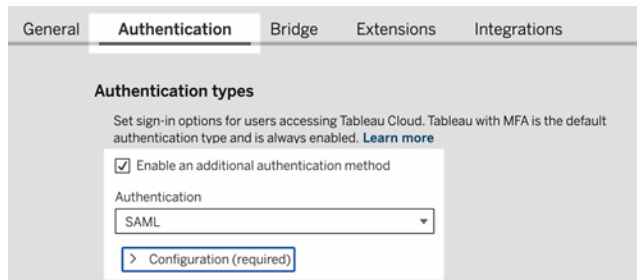 General Authentication Bridge Extensions Integrations
Authentication types
Set sign-in options for users accessing Tableau Cloud. Tableau with MFA is the default
authentication type and is always enabled. Learn more
Enable an additional authentication method
Authentication
SAML
Configuration (required)